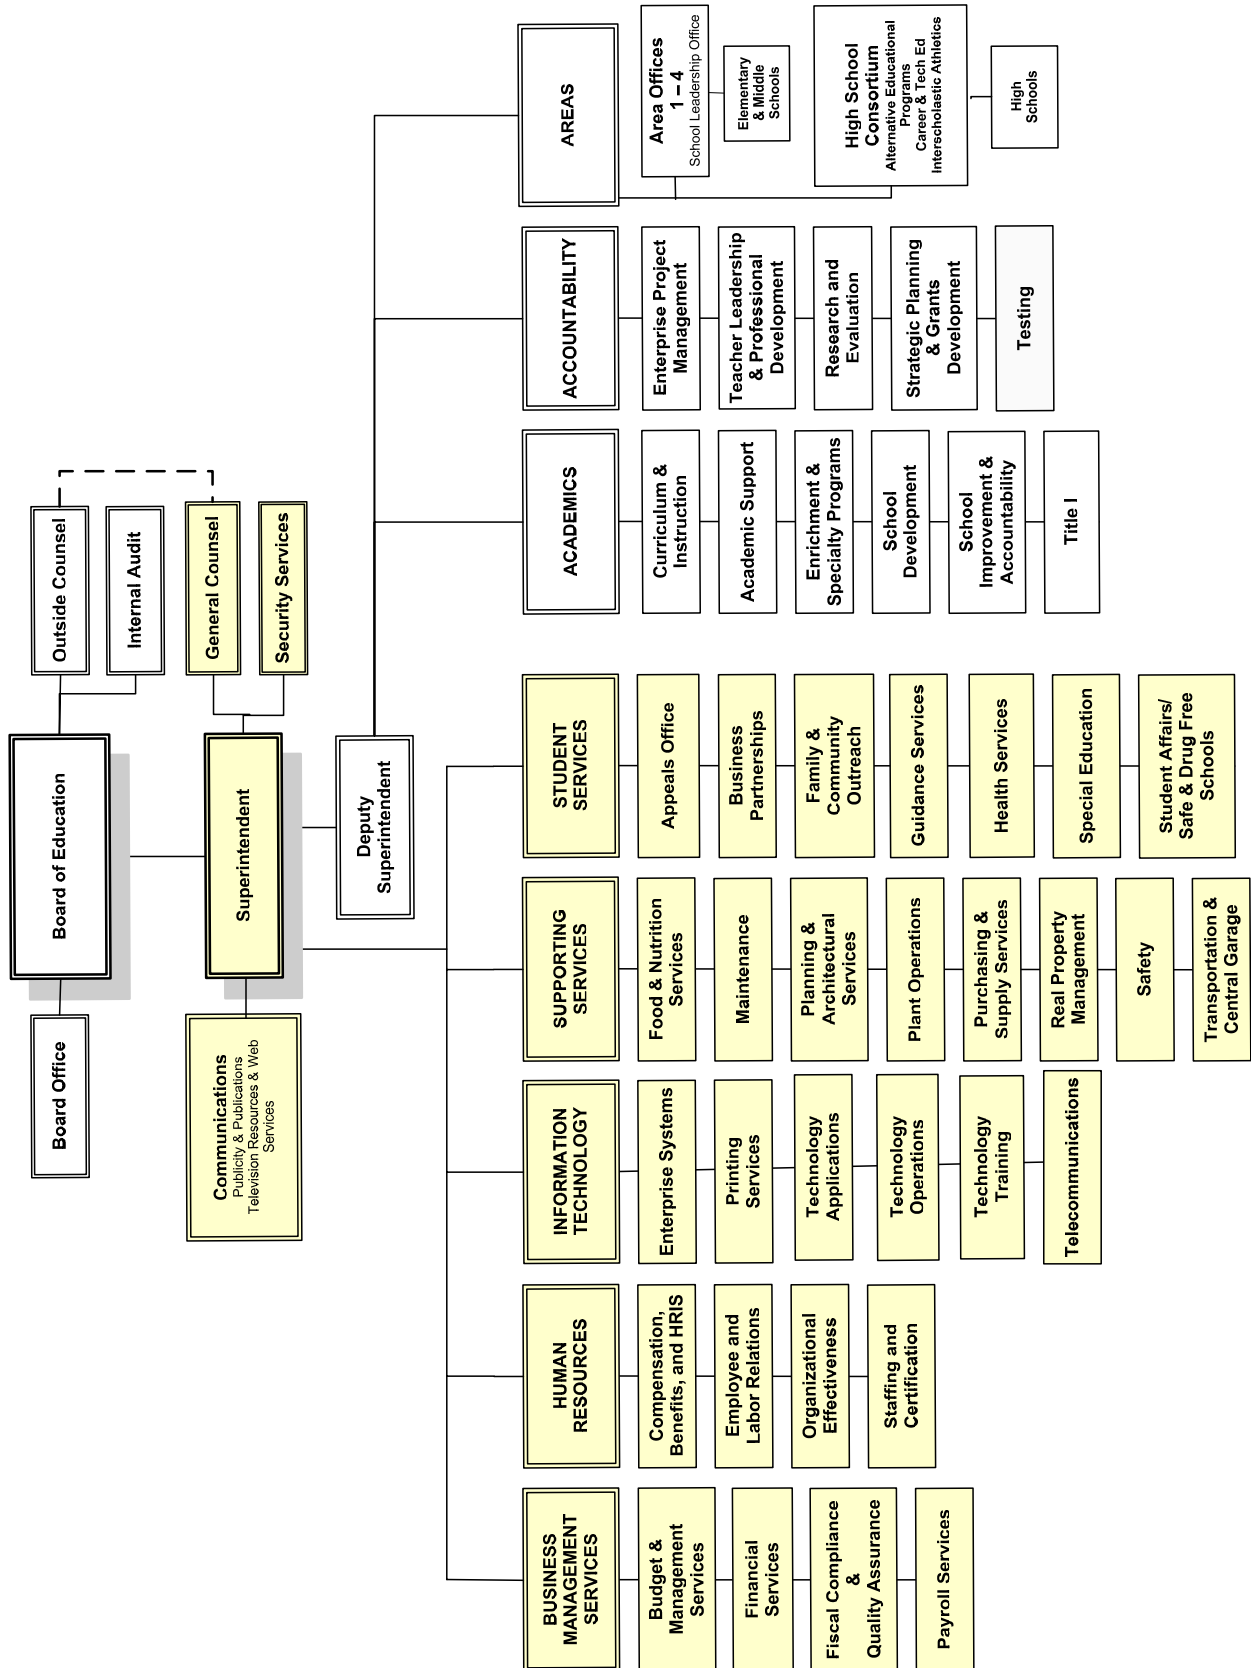 Board Office
Board of Education
Outside Counsel
Internal Audit
Communications
Publicity & Publications
Television Resources & Web
Services
Superintendent
General Counsel
Security Services
Deputy
Superintendent
BUSINESS
MANAGEMENT
SERVICES
Budget &
Management
Services
Financial
Services
Fiscal Compliance
&
Quality Assurance
Payroll Services
HUMAN
RESOURCES
Compensation,
Benefits, and HRIS
Employee and
Labor Relations
Organizational
Effectiveness
Staffing and
Certification
INFORMATION
TECHNOLOGY
Enterprise Systems
Printing
Services
Technology
Applications
Technology
Operations
Technology
Training
Telecommunications
SUPPORTING
SERVICES
Food & Nutrition
Services
Maintenance
Planning &
Architectural
Services
Plant Operations
Purchasing &
Supply Services
Real Property
Management
Safety
Transportation &
Central Garage
STUDENT
SERVICES
Appeals Office
Business
Partnerships
Family &
Community
Outreach
Guidance Services
Health Services
Special Education
Student Affairs/
Safe & Drug Free
Schools
ACADEMICS
Curriculum &
Instruction
Academic Support
Enrichment &
Specialty Programs
School
Development
School
Improvement &
Accountability
Title I
ACCOUNTABILITY
Enterprise Project
Management
Teacher Leadership
& Professional
Development
Research and
Evaluation
Strategic Planning
& Grants
Development
Testing
AREAS
Area Offices
1 – 4
School Leadership Office
Elementary
& Middle
Schools
High School
Consortium
Alternative Educational
Programs
Career & Tech Ed
Interscholastic Athletics
High
Schools